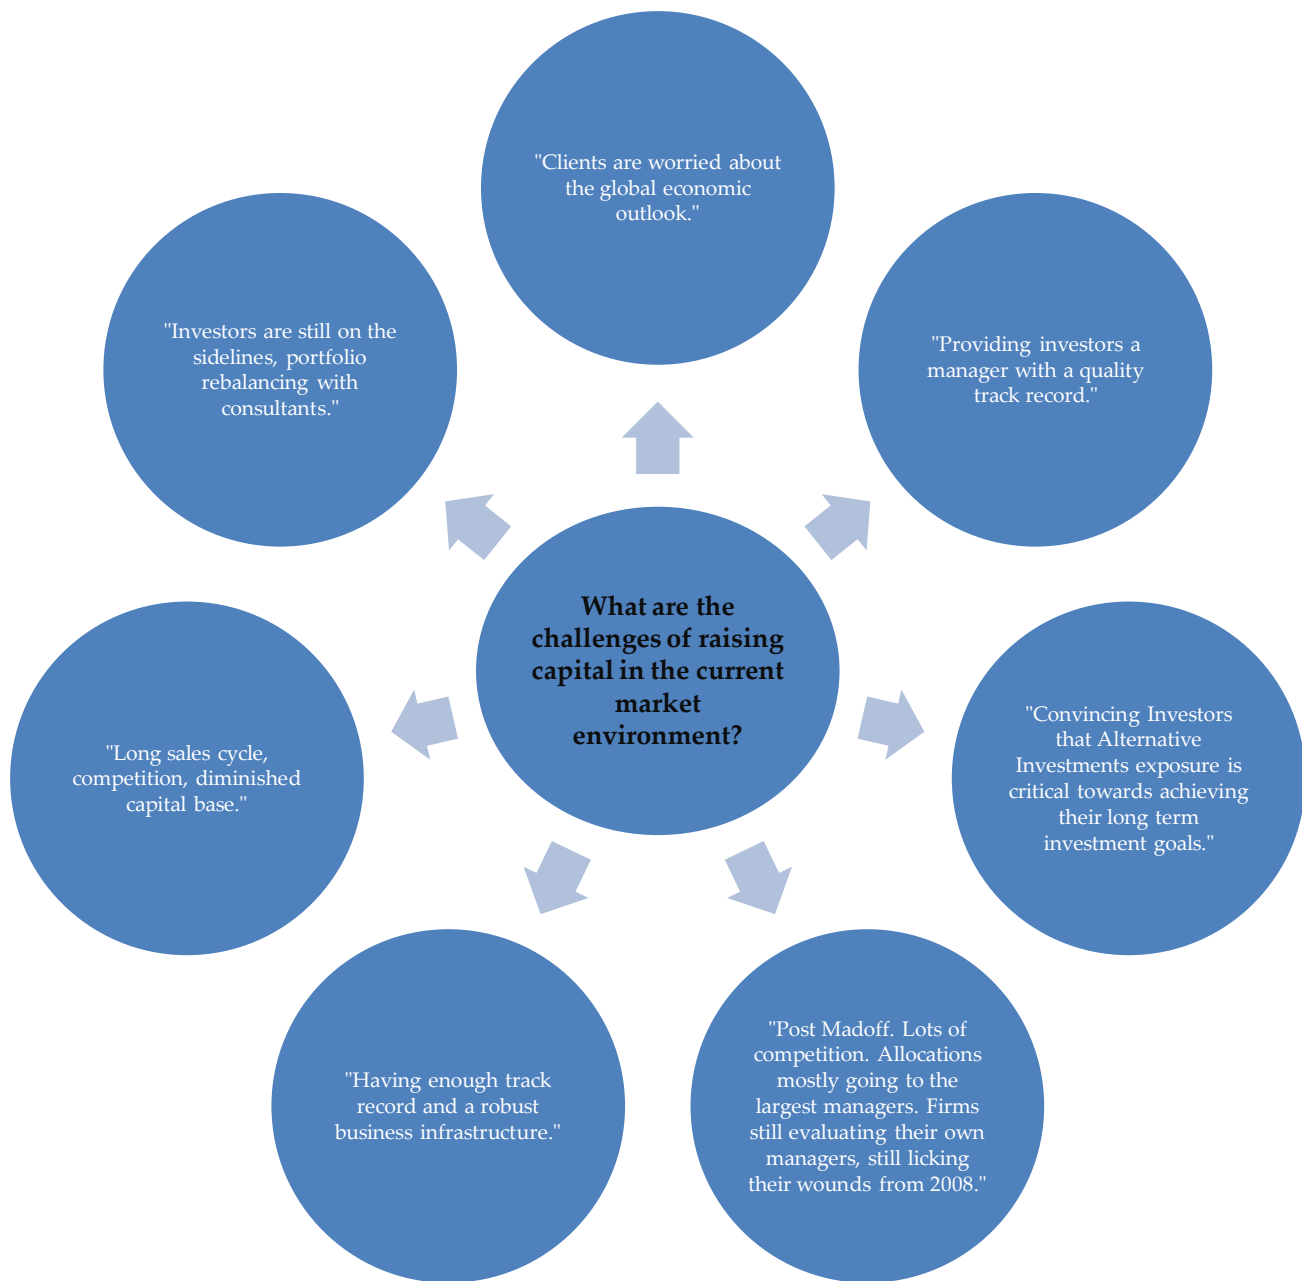 "Clients are worried about
the global economic
outlook."
"Investors are still on the
sidelines, portfolio
rebalancing with
consultants."
"Providing investors a
manager with a quality
track record."
What are the
challenges of raising
capital in the current
market
environment?
"Long sales cycle,
competition, diminished
capital base."
"Convincing Investors
that Alternative
Investments exposure is
critical towards achieving
their long term
investment goals."
"Having enough track
record and a robust
business infrastructure."
"Post Madoff. Lots of
competition. Allocations
mostly going to the
largest managers. Firms
still evaluating their own
managers, still licking
their wounds from 2008."